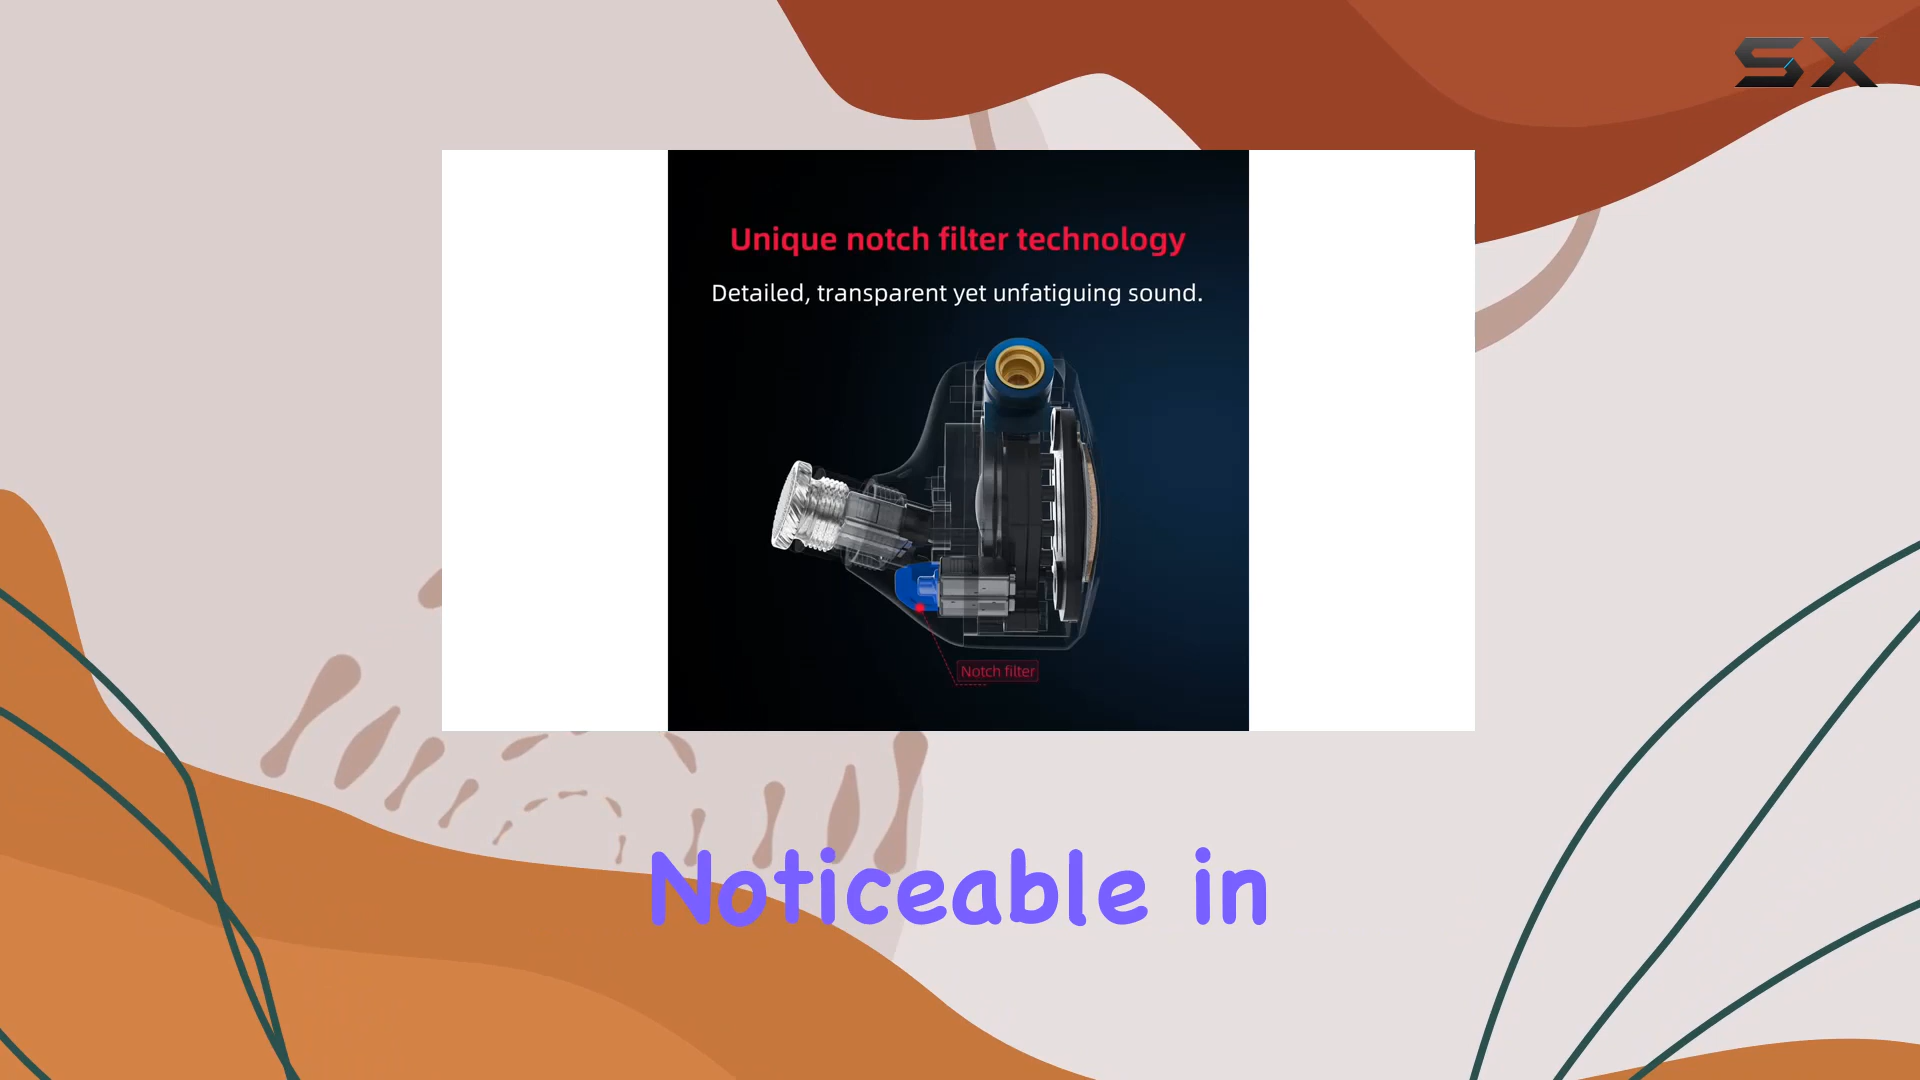 SX
Unique notch filter technology
Detailed, transparent yet unfatiguing sound.
Notch filter
Noticeable in